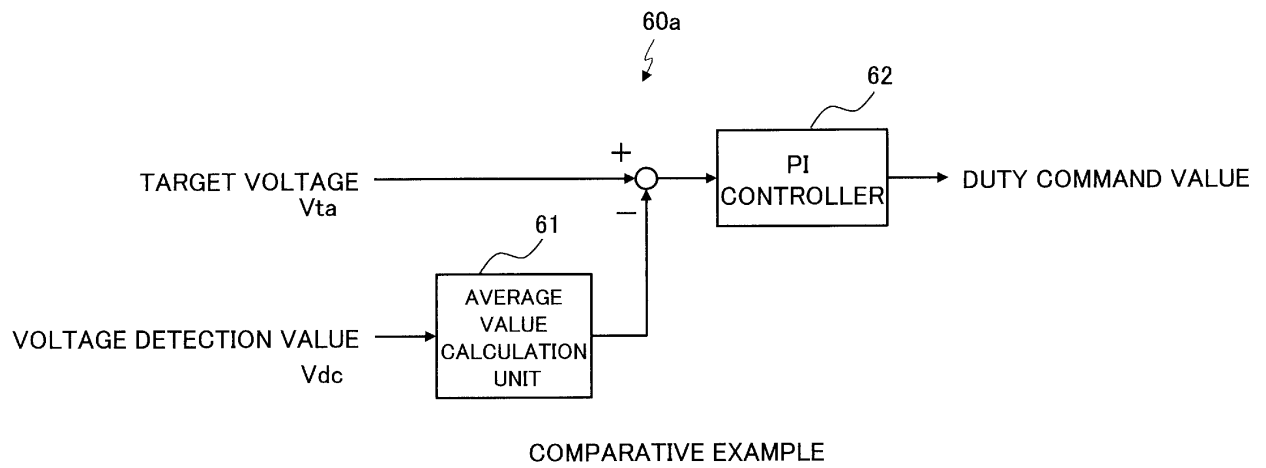 60a
62
+
PI
CONTROLLER
TARGET VOLTAGE
Vta
DUTY COMMAND VALUE
−
61
AVERAGE
VALUE
CALCULATION
UNIT
VOLTAGE DETECTION VALUE
Vdc
COMPARATIVE EXAMPLE